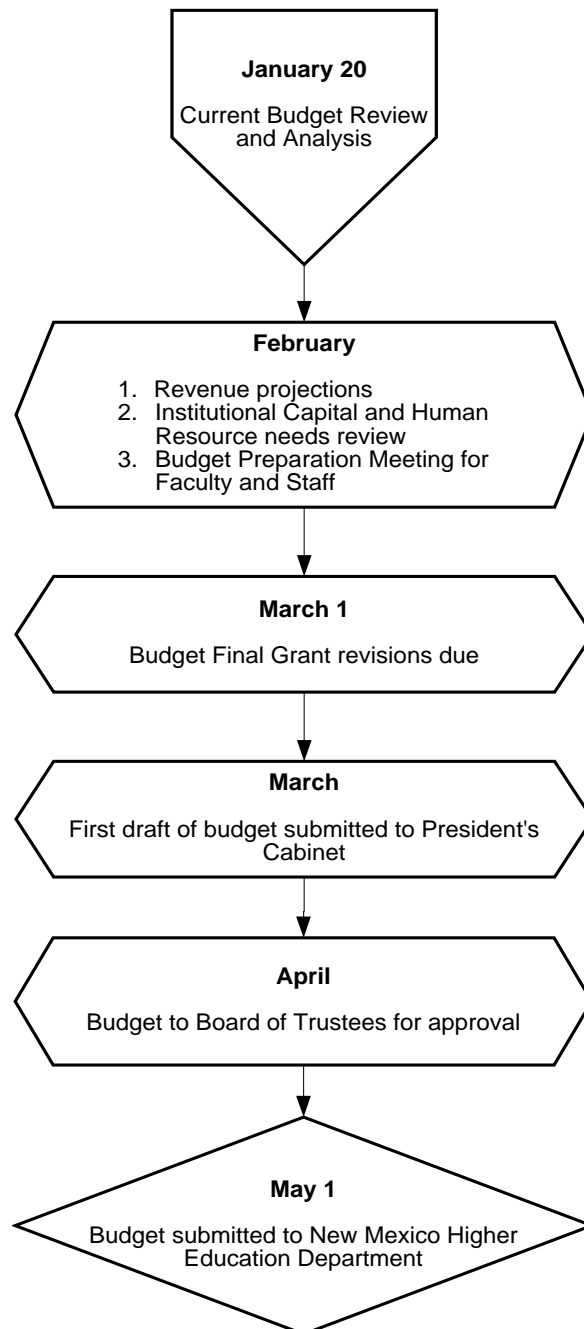 January 20
Current Budget Review
and Analysis
February
1. Revenue projections
2. Institutional Capital and Human
Resource needs review
3. Budget Preparation Meeting for
Faculty and Staff
March 1
Budget Final Grant revisions due
March
First draft of budget submitted to President's
Cabinet
April
Budget to Board of Trustees for approval
May 1
Budget submitted to New Mexico Higher
Education Department